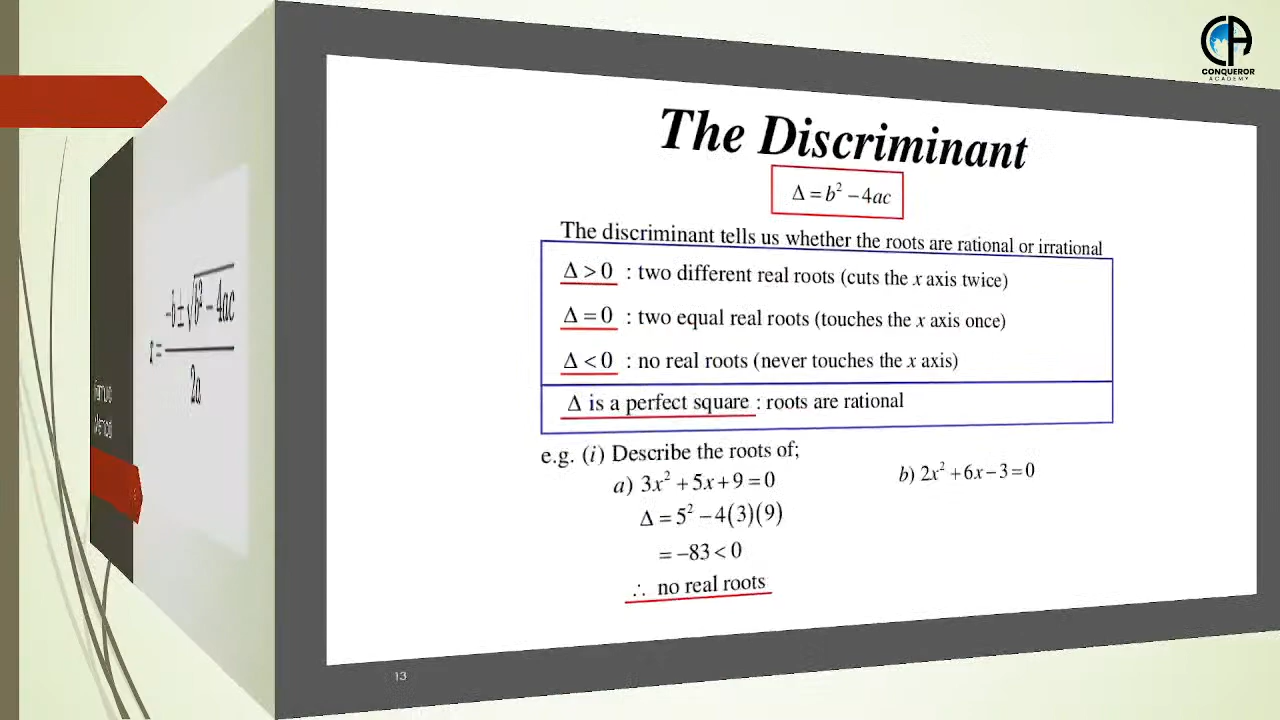 CONQUEROR
ACADEMY
The Discriminant
Δ = b² − 4ac
The discriminant tells us whether the roots are rational or irrational
Δ > 0 : two different real roots (cuts the x axis twice)
Δ = 0 : two equal real roots (touches the x axis once)
Δ < 0 : no real roots (never touches the x axis)
Δ is a perfect square : roots are rational
e.g. (i) Describe the roots of;
a) 3x² + 5x + 9 = 0
Δ = 5² − 4(3)(9)
= −83 < 0
∴ no real roots
b) 2x² + 6x − 3 = 0
−b ± √b² − 4ac
2a
13